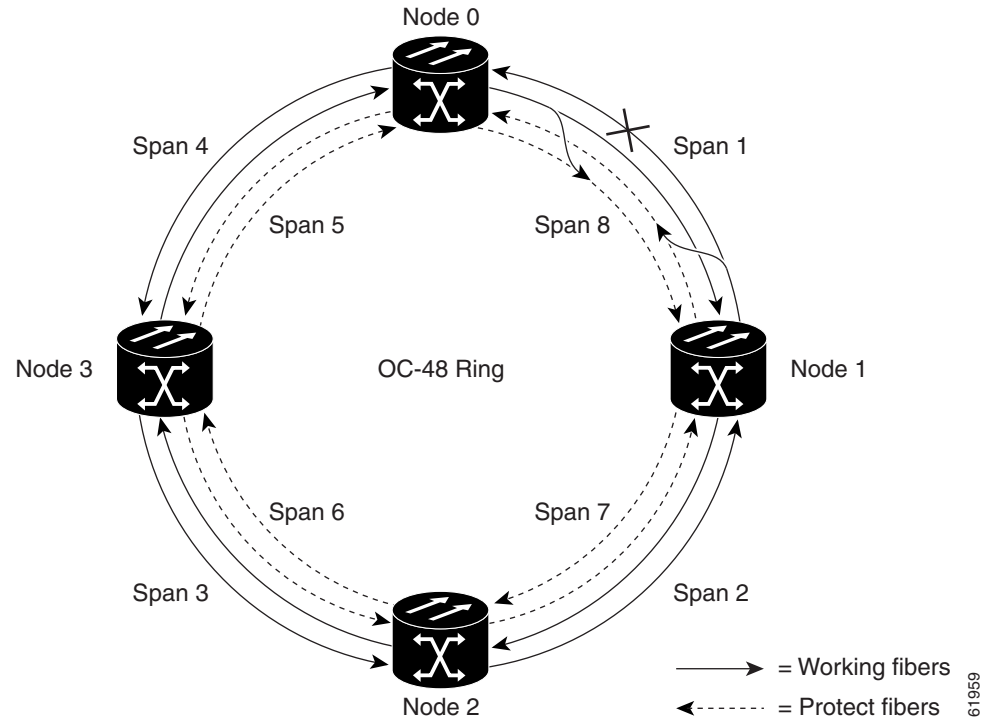 Node 0
Span 4
Span 1
Span 5
Span 8
Node 3
OC-48 Ring
Node 1
Span 6
Span 7
Span 3
Span 2
Node 2
= Working fibers
= Protect fibers
61959